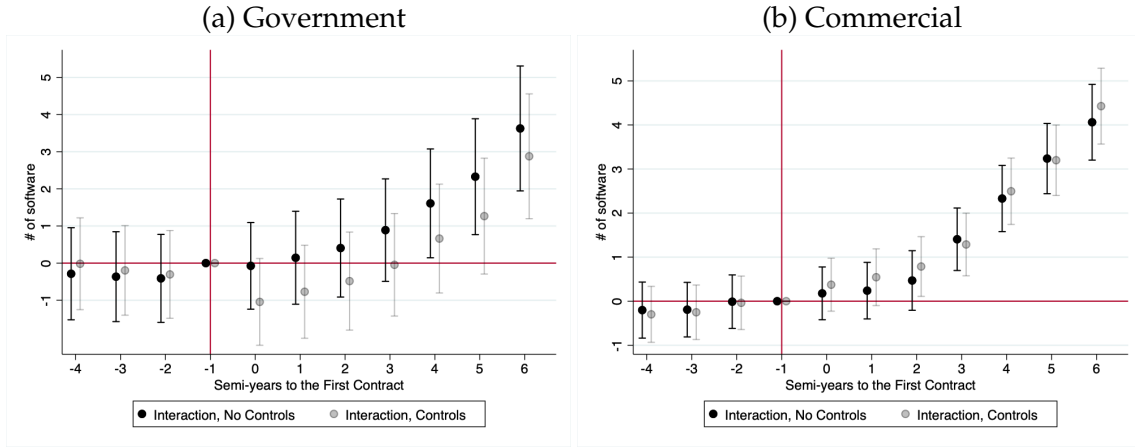 (a) Government
# of software
5
4
3
2
1
0
-1
-4 -3 -2 -1 0 1 2 3 4 5 6
Semi-years to the First Contract
Interaction, No Controls Interaction, Controls
(b) Commercial
# of software
5
4
3
2
1
0
-1
-4 -3 -2 -1 0 1 2 3 4 5 6
Semi-years to the First Contract
Interaction, No Controls Interaction, Controls